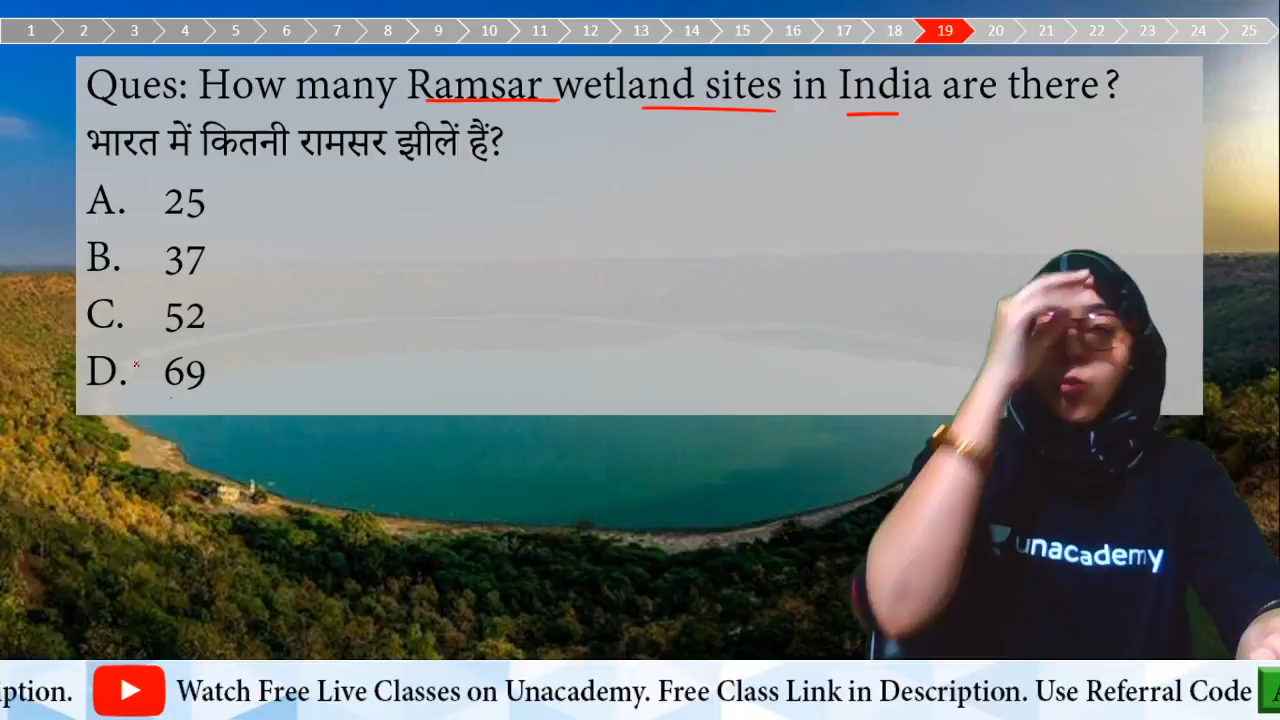 1 2 3 4 5 6 7 8 9 10 11 12 13 14 15 16 17 18 19 20 21 22 23 24 25
Ques: How many Ramsar wetland sites in India are there?
भारत में कितनी रामसर झीलें हैं?
A. 25
B. 37
C. 52
D. 69
unacademy
iption. Watch Free Live Classes on Unacademy. Free Class Link in Description. Use Referral Code